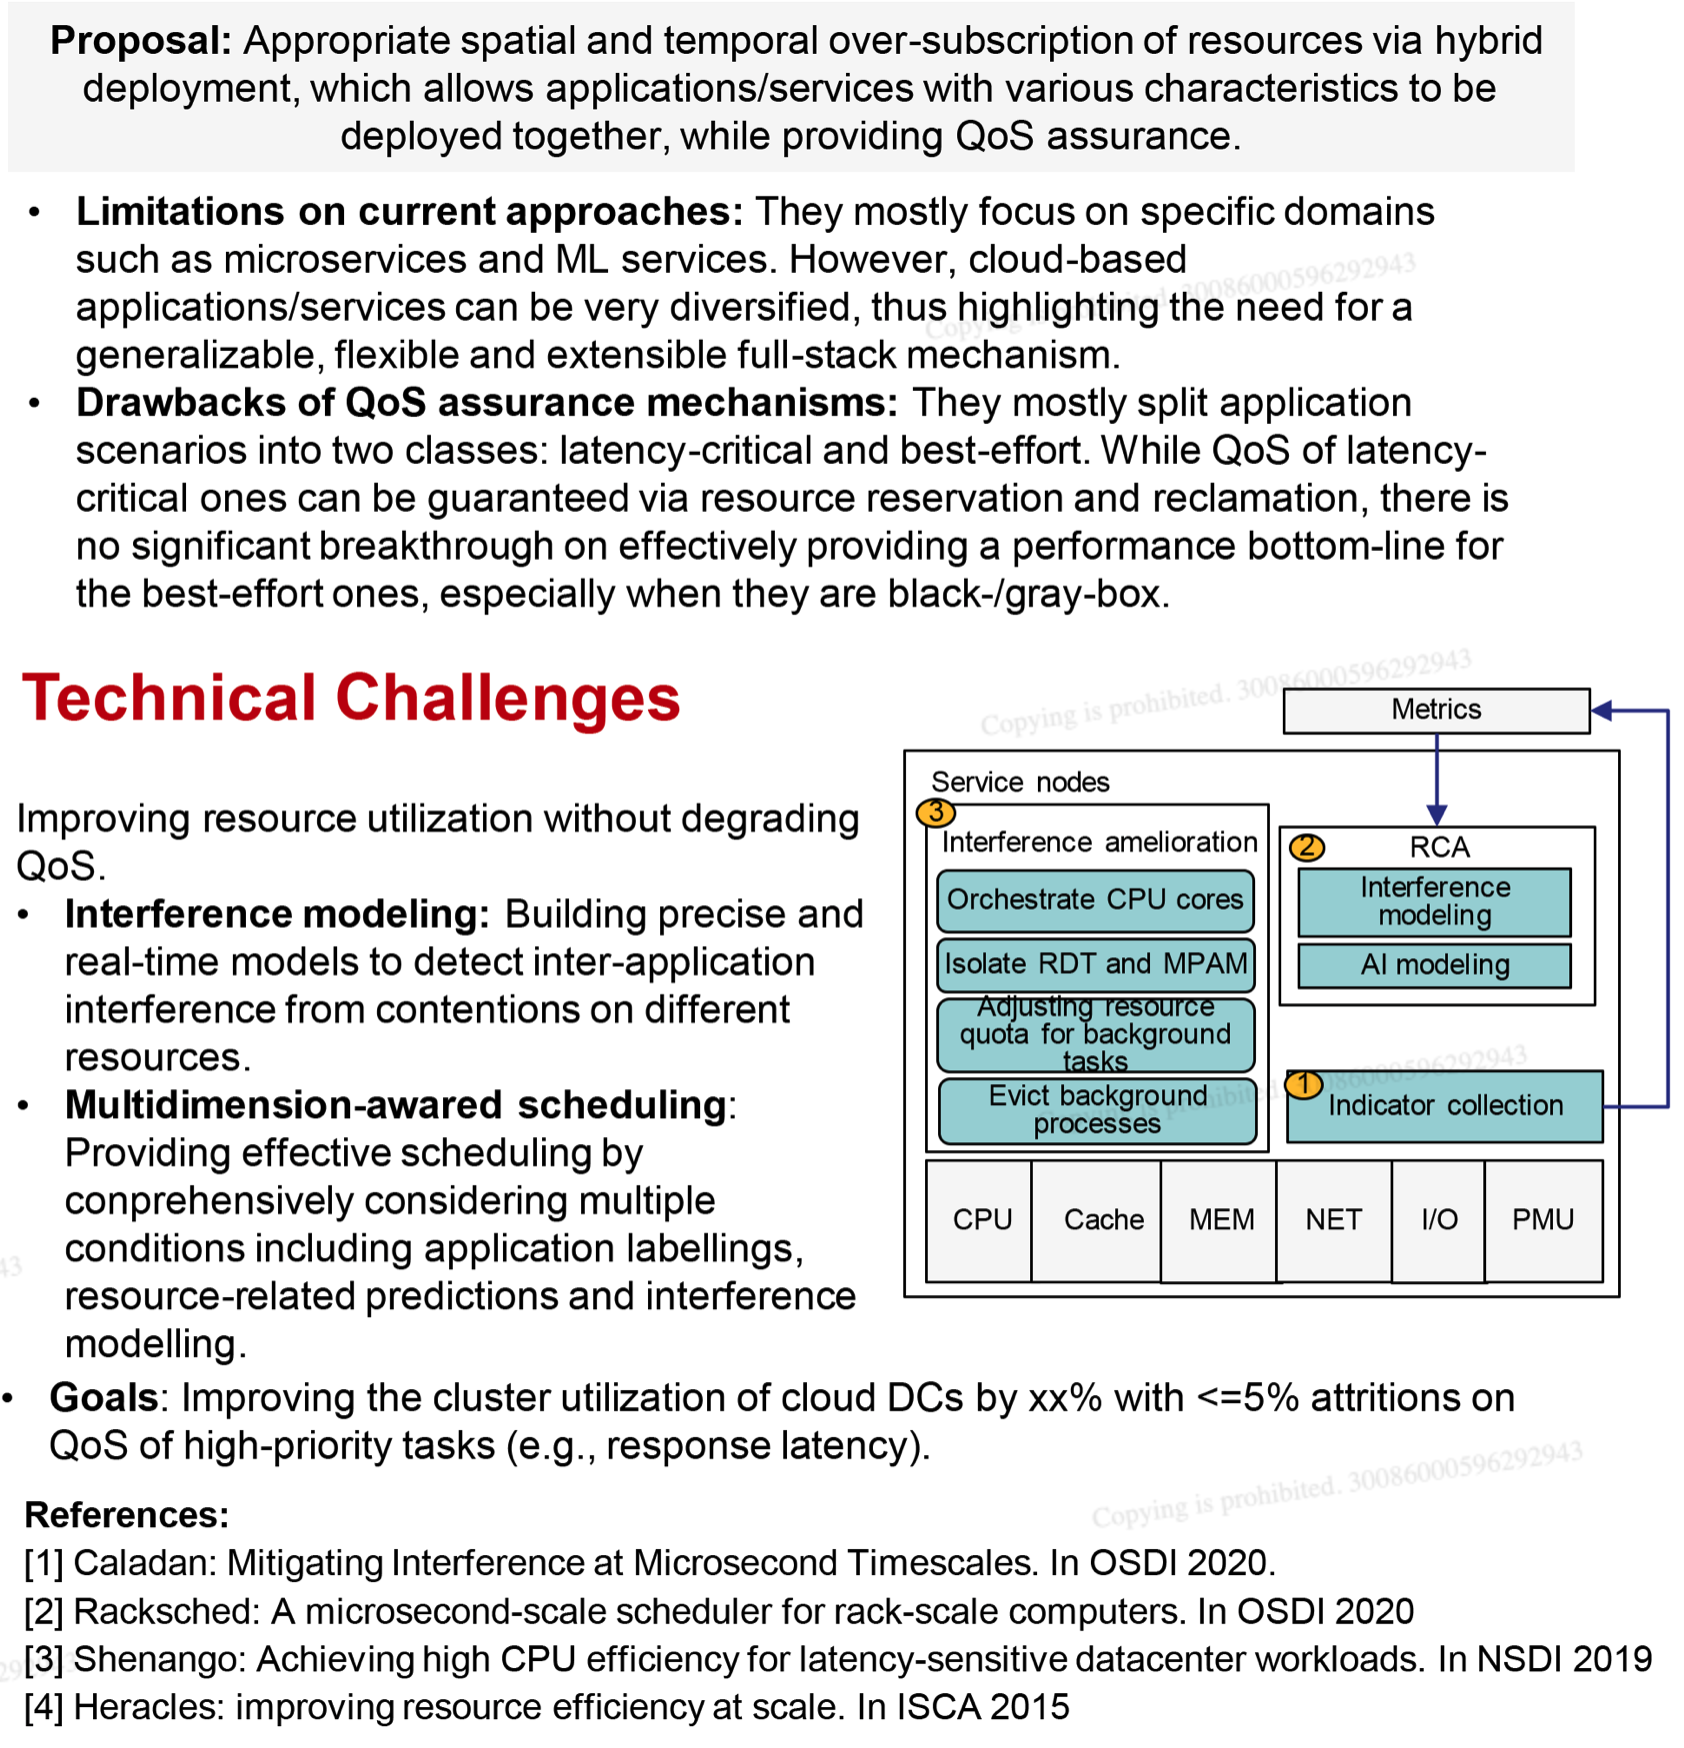 Proposal: Appropriate spatial and temporal over-subscription of resources via hybrid
deployment, which allows applications/services with various characteristics to be
deployed together, while providing QoS assurance.
• Limitations on current approaches: They mostly focus on specific domains
such as microservices and ML services. However, cloud-based
applications/services can be very diversified, thus highlighting the need for a
generalizable, flexible and extensible full-stack mechanism.
• Drawbacks of QoS assurance mechanisms: They mostly split application
scenarios into two classes: latency-critical and best-effort. While QoS of latency-
critical ones can be guaranteed via resource reservation and reclamation, there is
no significant breakthrough on effectively providing a performance bottom-line for
the best-effort ones, especially when they are black-/gray-box.
Copying is prohibited. 30086000596292943
Technical Challenges
Improving resource utilization without degrading
QoS.
• Interference modeling: Building precise and
real-time models to detect inter-application
interference from contentions on different
resources.
• Multidimension-awared scheduling:
Providing effective scheduling by
conprehensively considering multiple
conditions including application labellings,
resource-related predictions and interference
modelling.
Copying is prohibited. 30086000596292943
Metrics
Service nodes
3
Interference amelioration
Orchestrate CPU cores
Isolate RDT and MPAM
Adjusting resource
quota for background
tasks
Evict background
processes
2
RCA
Interference
modeling
AI modeling
1
Indicator collection
Copying is prohibited. 30086000596292943
CPU
Cache
MEM
NET
I/O
PMU
43
• Goals: Improving the cluster utilization of cloud DCs by xx% with <=5% attritions on
QoS of high-priority tasks (e.g., response latency).
Copying is prohibited. 30086000596292943
References:
[1] Caladan: Mitigating Interference at Microsecond Timescales. In OSDI 2020.
[2] Racksched: A microsecond-scale scheduler for rack-scale computers. In OSDI 2020
[3] Shenango: Achieving high CPU efficiency for latency-sensitive datacenter workloads. In NSDI 2019
[4] Heracles: improving resource efficiency at scale. In ISCA 2015